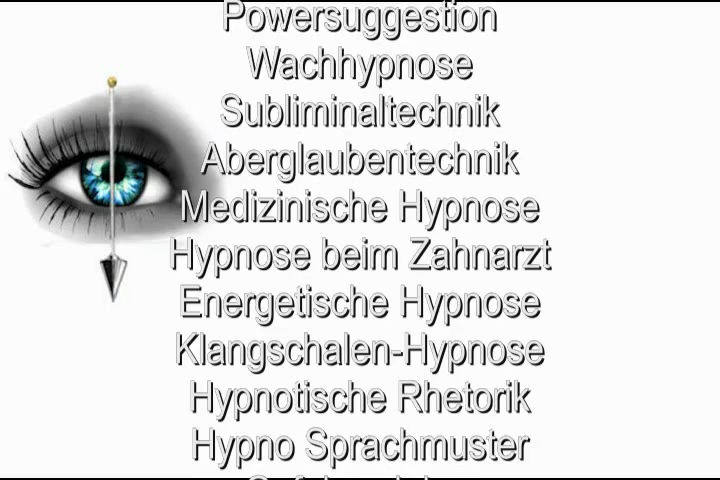 Powersuggestion
Wachhypnose
Subliminaltechnik
Aberglaubentechnik
Medizinische Hypnose
Hypnose beim Zahnarzt
Energetische Hypnose
Klangschalen-Hypnose
Hypnotische Rhetorik
Hypno Sprachmuster